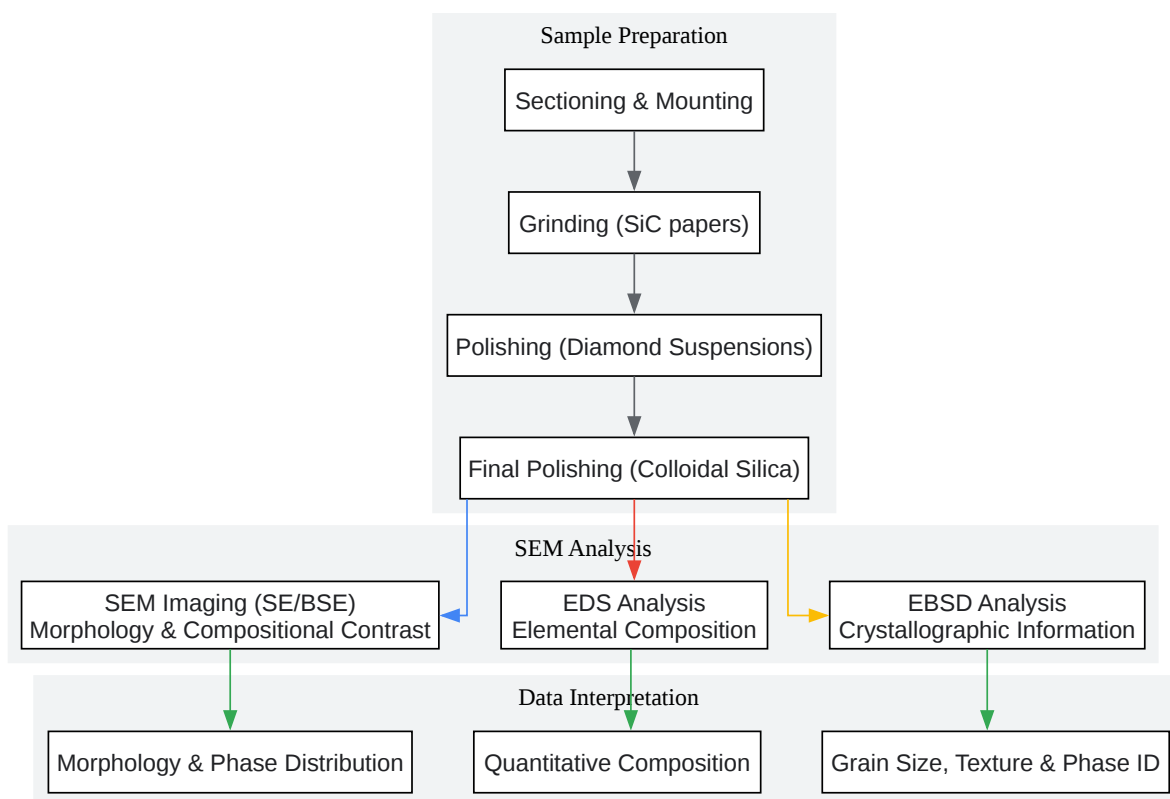 Sample Preparation
Sectioning & Mounting
Grinding (SiC papers)
Polishing (Diamond Suspensions)
Final Polishing (Colloidal Silica)
SEM Analysis
SEM Imaging (SE/BSE)
Morphology & Compositional Contrast
EDS Analysis
Elemental Composition
EBSD Analysis
Crystallographic Information
Data Interpretation
Morphology & Phase Distribution
Quantitative Composition
Grain Size, Texture & Phase ID